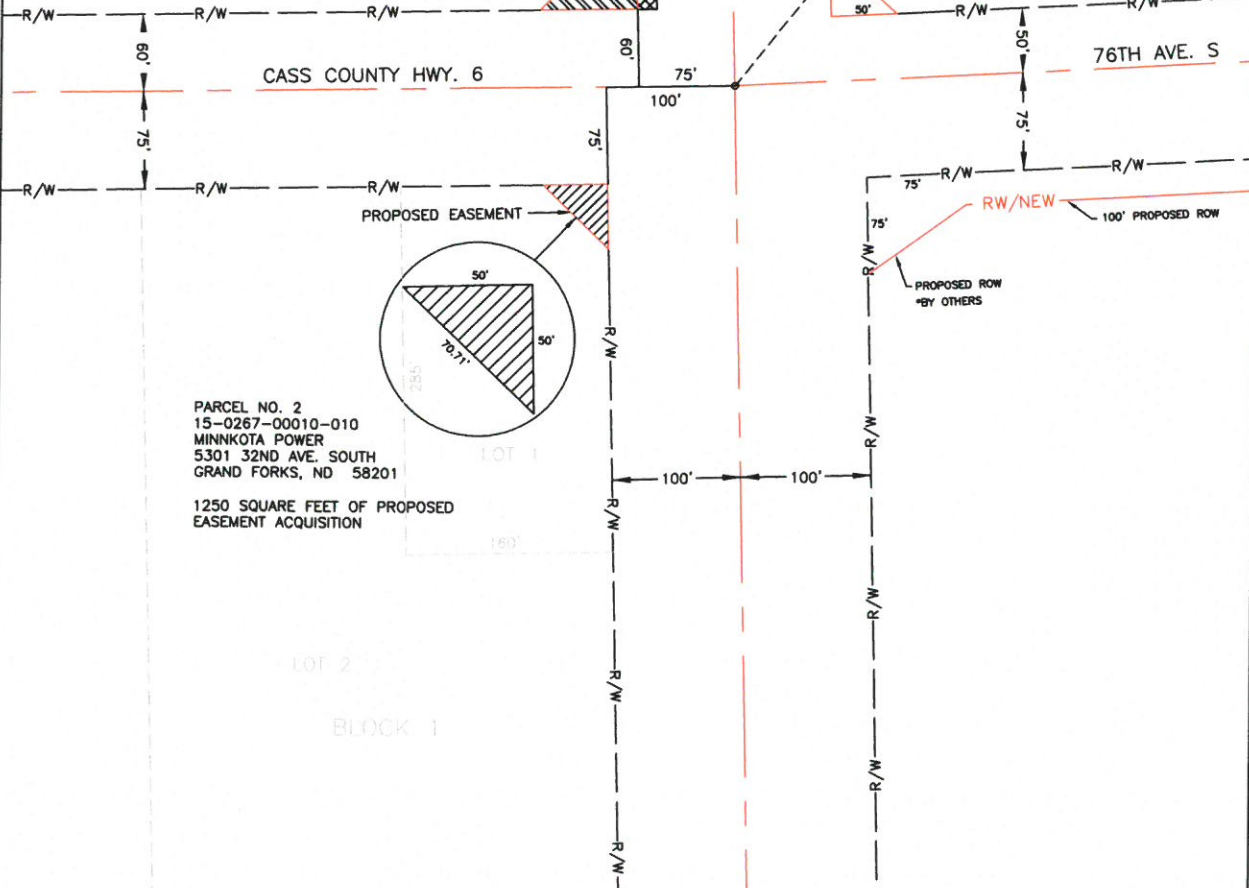 R/W R/W R/W
50'
R/W R/W
60'
60'
50'
CASS COUNTY HWY. 6
75'
76TH AVE. S
100'
75'
75'
75'
R/W R/W R/W
75'
R/W R/W
PROPOSED EASEMENT
RW/NEW
100' PROPOSED ROW
75'
R/W
PROPOSED ROW
*BY OTHERS
50'
50'
70.71'
R/W
285'
PARCEL NO. 2
15-0267-00010-010
MINNKOTA POWER
5301 32ND AVE. SOUTH
GRAND FORKS, ND 58201
LOT 1
R/W
100' 100'
1250 SQUARE FEET OF PROPOSED
EASEMENT ACQUISITION
R/W
160'
R/W
LOT 2
R/W
BLOCK 1
R/W
R/W